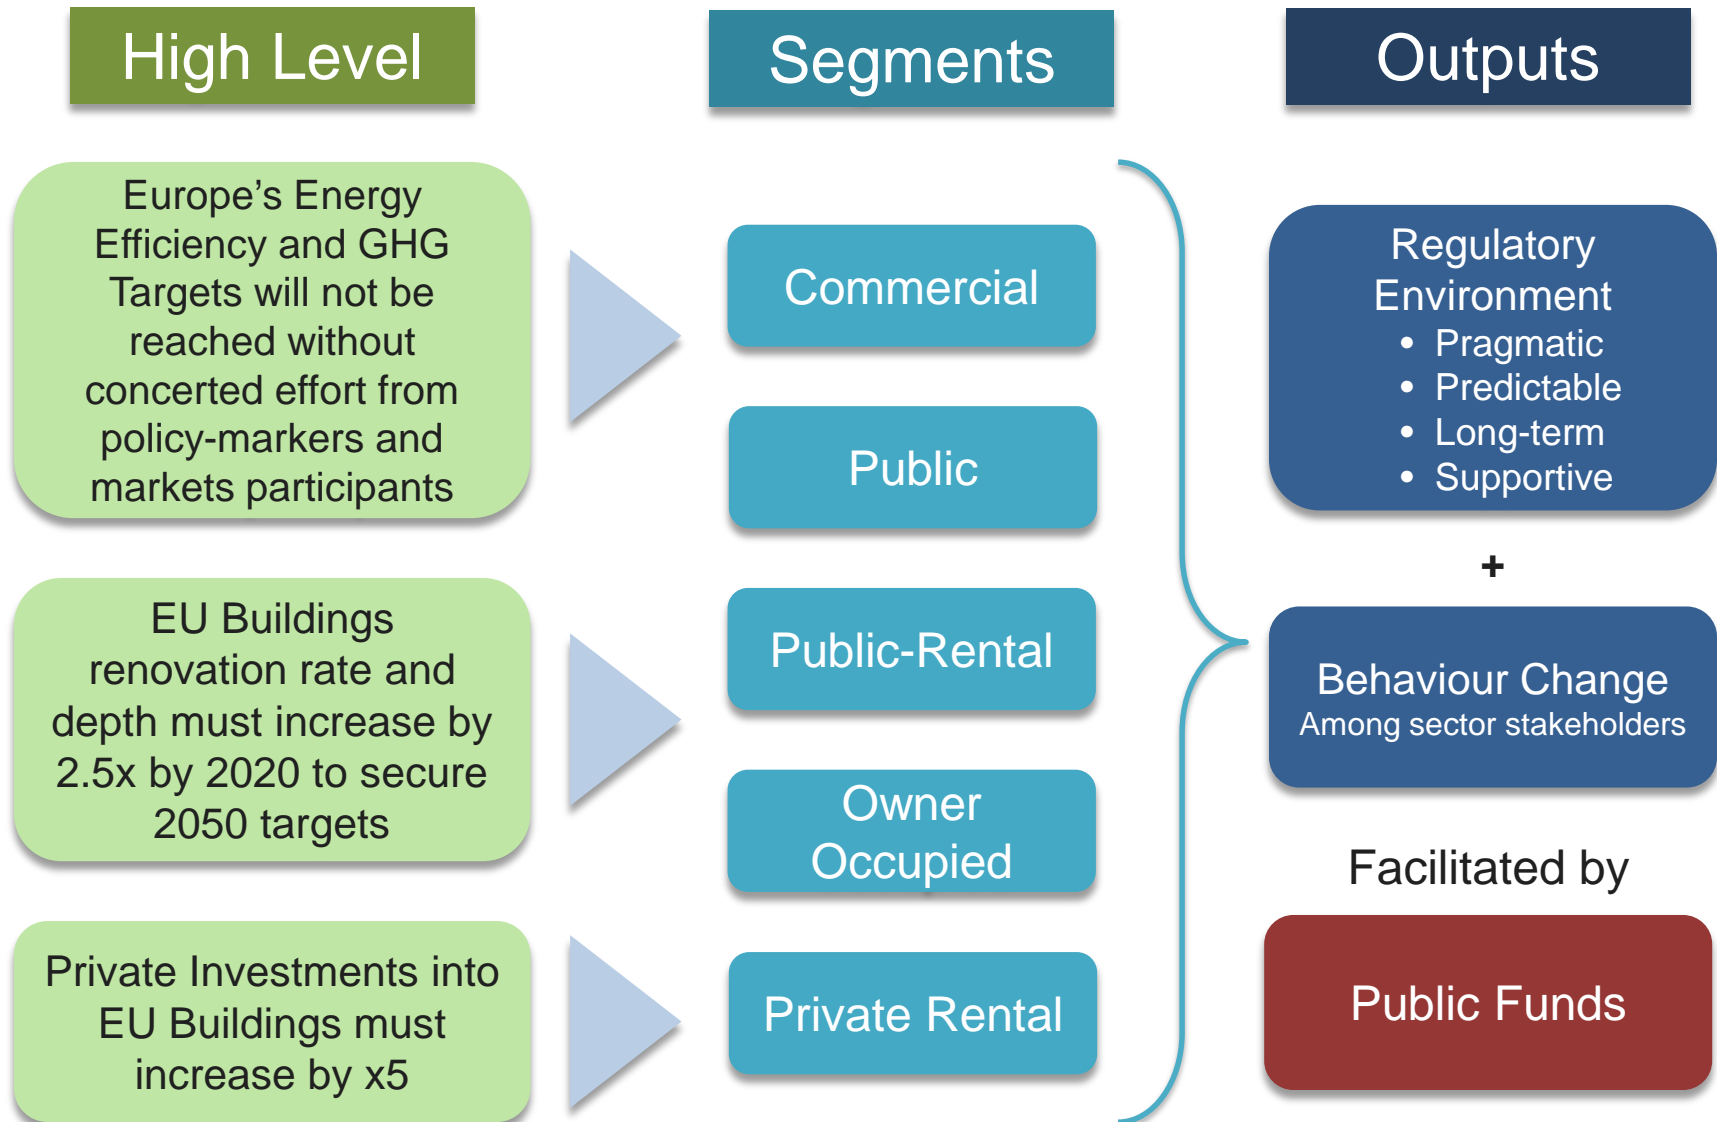 High Level
Segments
Outputs
Europe's Energy
Efficiency and GHG
Targets will not be
reached without
concerted effort from
policy-markers and
markets participants
EU Buildings
renovation rate and
depth must increase by
2.5x by 2020 to secure
2050 targets
Private Investments into
EU Buildings must
increase by x5
Commercial
Public
Public-Rental
Owner
Occupied
Private Rental
Regulatory
Environment
• Pragmatic
• Predictable
• Long-term
• Supportive
+
Behaviour Change
Among sector stakeholders
Facilitated by
Public Funds